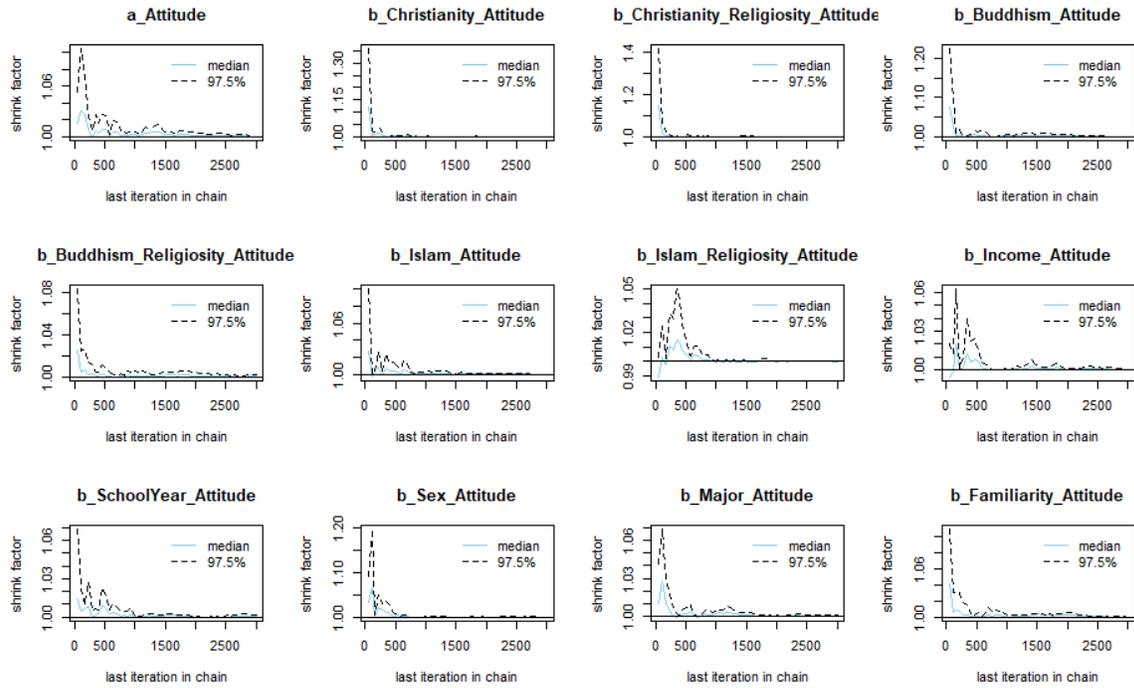 a_Attitude
shrink factor
1.00 1.06
median
97.5%
0 500 1500 2500
last iteration in chain
b_Christianity_Attitude
shrink factor
1.00 1.15 1.30
median
97.5%
0 500 1500 2500
last iteration in chain
b_Christianity_Religiosity_Attitude
shrink factor
1.0 1.2 1.4
median
97.5%
0 500 1500 2500
last iteration in chain
b_Buddhism_Attitude
shrink factor
1.00 1.10 1.20
median
97.5%
0 500 1500 2500
last iteration in chain
b_Buddhism_Religiosity_Attitude
shrink factor
1.00 1.04 1.08
median
97.5%
0 500 1500 2500
last iteration in chain
b_Islam_Attitude
shrink factor
1.00 1.06
median
97.5%
0 500 1500 2500
last iteration in chain
b_Islam_Religiosity_Attitude
shrink factor
0.99 1.02 1.05
median
97.5%
0 500 1500 2500
last iteration in chain
b_Income_Attitude
shrink factor
1.00 1.03 1.06
median
97.5%
0 500 1500 2500
last iteration in chain
b_SchoolYear_Attitude
shrink factor
1.00 1.03 1.06
median
97.5%
0 500 1500 2500
last iteration in chain
b_Sex_Attitude
shrink factor
1.00 1.10 1.20
median
97.5%
0 500 1500 2500
last iteration in chain
b_Major_Attitude
shrink factor
1.00 1.03 1.06
median
97.5%
0 500 1500 2500
last iteration in chain
b_Familiarity_Attitude
shrink factor
1.00 1.06
median
97.5%
0 500 1500 2500
last iteration in chain